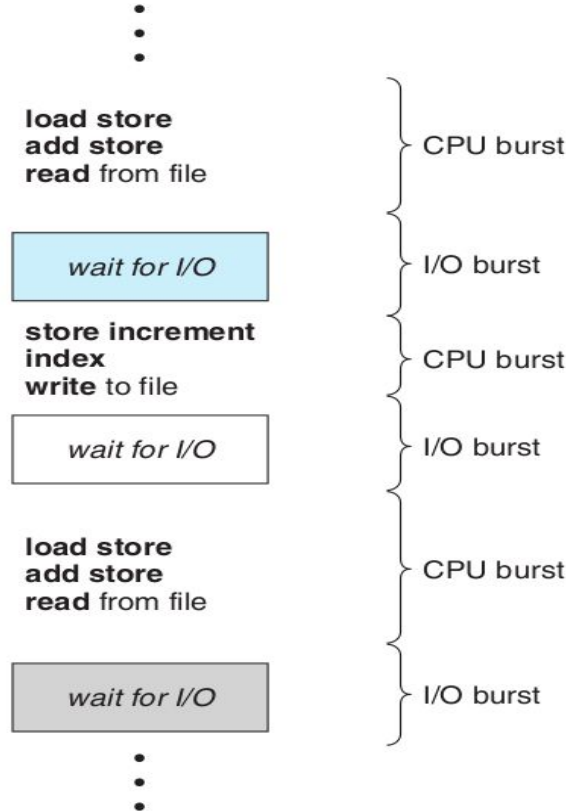 load store
add store
read from file
CPU burst
wait for I/O
I/O burst
store increment
index
write to file
CPU burst
wait for I/O
I/O burst
load store
add store
read from file
CPU burst
wait for I/O
I/O burst